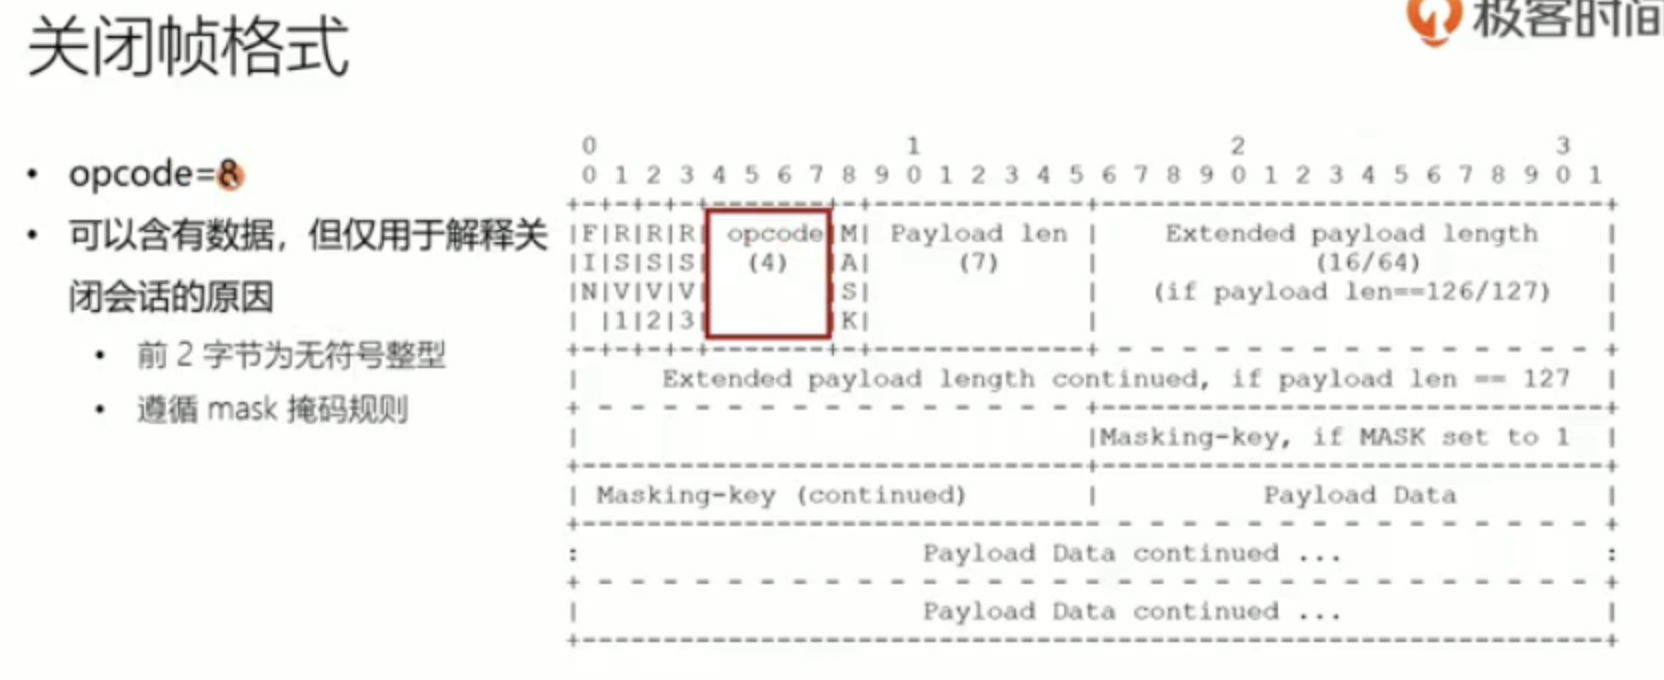 关闭帧格式
极客时间
• opcode=8
• 可以含有数据，但仅用于解释关
闭会话的原因
• 前 2 字节为无符号整型
• 遵循 mask 掩码规则
 0                   1                   2                   3
 0 1 2 3 4 5 6 7 8 9 0 1 2 3 4 5 6 7 8 9 0 1 2 3 4 5 6 7 8 9 0 1
+-+-+-+-+-------+-+-------------+-------------------------------+
|F|R|R|R| opcode|M| Payload len |    Extended payload length    |
|I|S|S|S|  (4)  |A|     (7)     |             (16/64)           |
|N|V|V|V|       |S|             |   (if payload len==126/127)   |
| |1|2|3|       |K|             |                               |
+-+-+-+-+-------+-+-------------+ - - - - - - - - - - - - - - - +
|     Extended payload length continued, if payload len == 127  |
+ - - - - - - - - - - - - - - - +-------------------------------+
|                               |Masking-key, if MASK set to 1  |
+-------------------------------+-------------------------------+
| Masking-key (continued)       |          Payload Data         |
+-------------------------------- - - - - - - - - - - - - - - - +
:                     Payload Data continued ...                :
+ - - - - - - - - - - - - - - - - - - - - - - - - - - - - - - - +
|                     Payload Data continued ...                |
+---------------------------------------------------------------+